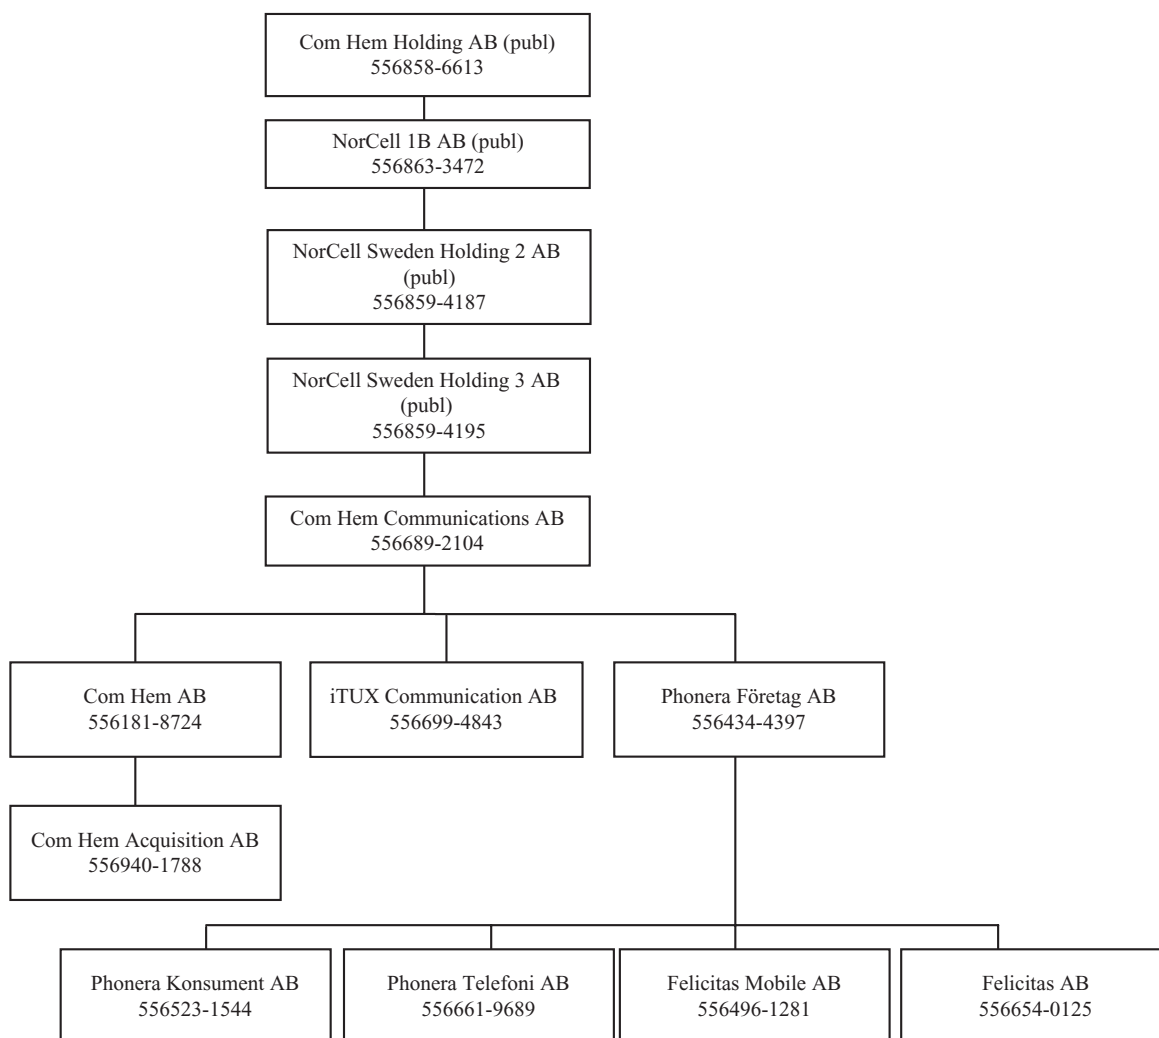 Com Hem Holding AB (publ)
556858-6613
NorCell 1B AB (publ)
556863-3472
NorCell Sweden Holding 2 AB
(publ)
556859-4187
NorCell Sweden Holding 3 AB
(publ)
556859-4195
Com Hem Communications AB
556689-2104
Com Hem AB
556181-8724
iTUX Communication AB
556699-4843
Phonera Företag AB
556434-4397
Com Hem Acquisition AB
556940-1788
Phonera Konsument AB
556523-1544
Phonera Telefoni AB
556661-9689
Felicitas Mobile AB
556496-1281
Felicitas AB
556654-0125